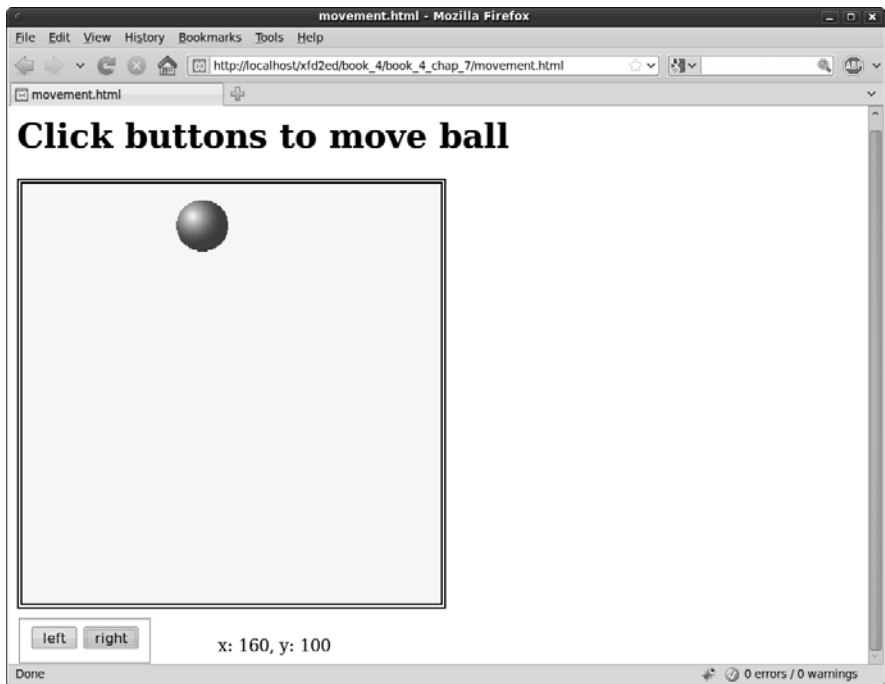 movement.html - Mozilla Firefox
File Edit View History Bookmarks Tools Help
http://localhost/xfd2ed/book_4/book_4_chap_7/movement.html
ABP
movement.html
Click buttons to move ball
left right
x: 160, y: 100
Done
0 errors / 0 warnings